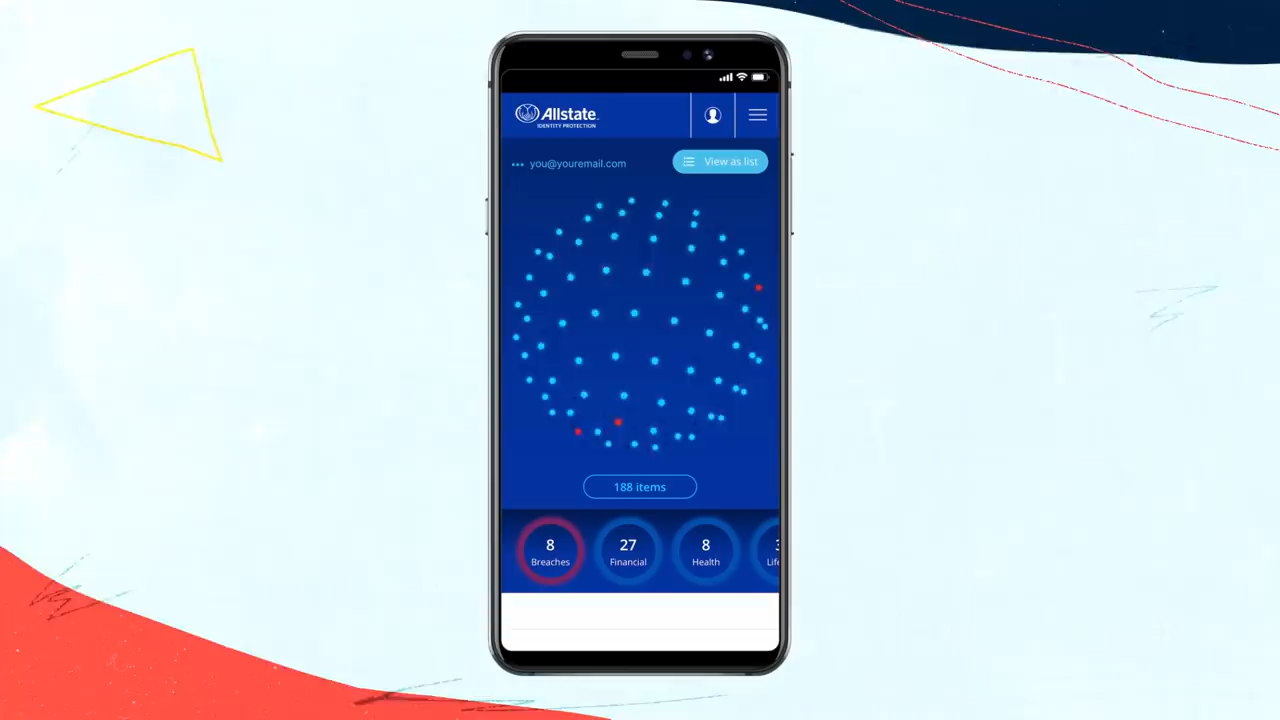 Allstate
IDENTITY PROTECTION
••• you@youremail.com
View as list
188 items
8
Breaches
27
Financial
8
Health